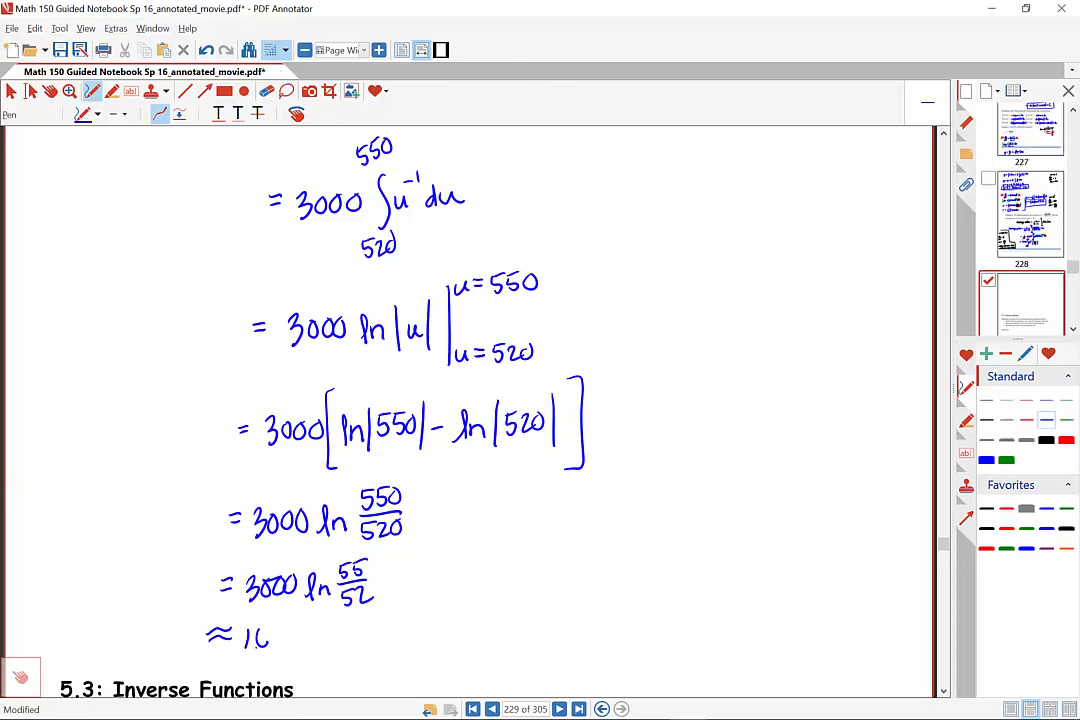 Math 150 Guided Notebook Sp 16_annotated_movie.pdf* - PDF Annotator
File Edit Tool View Extras Window Help
Page Wi
Math 150 Guided Notebook Sp 16_annotated_movie.pdf*
Pen
550
= 3000 ∫ u⁻¹ du
520
227
228
u = 550
= 3000 ln |u| |
u = 520
= 3000 [ ln|550| - ln|520| ]
= 3000 ln 550/520
= 3000 ln 55/52
≈ 16
5.3: Inverse Functions
Standard
Favorites
Modified
229 of 305